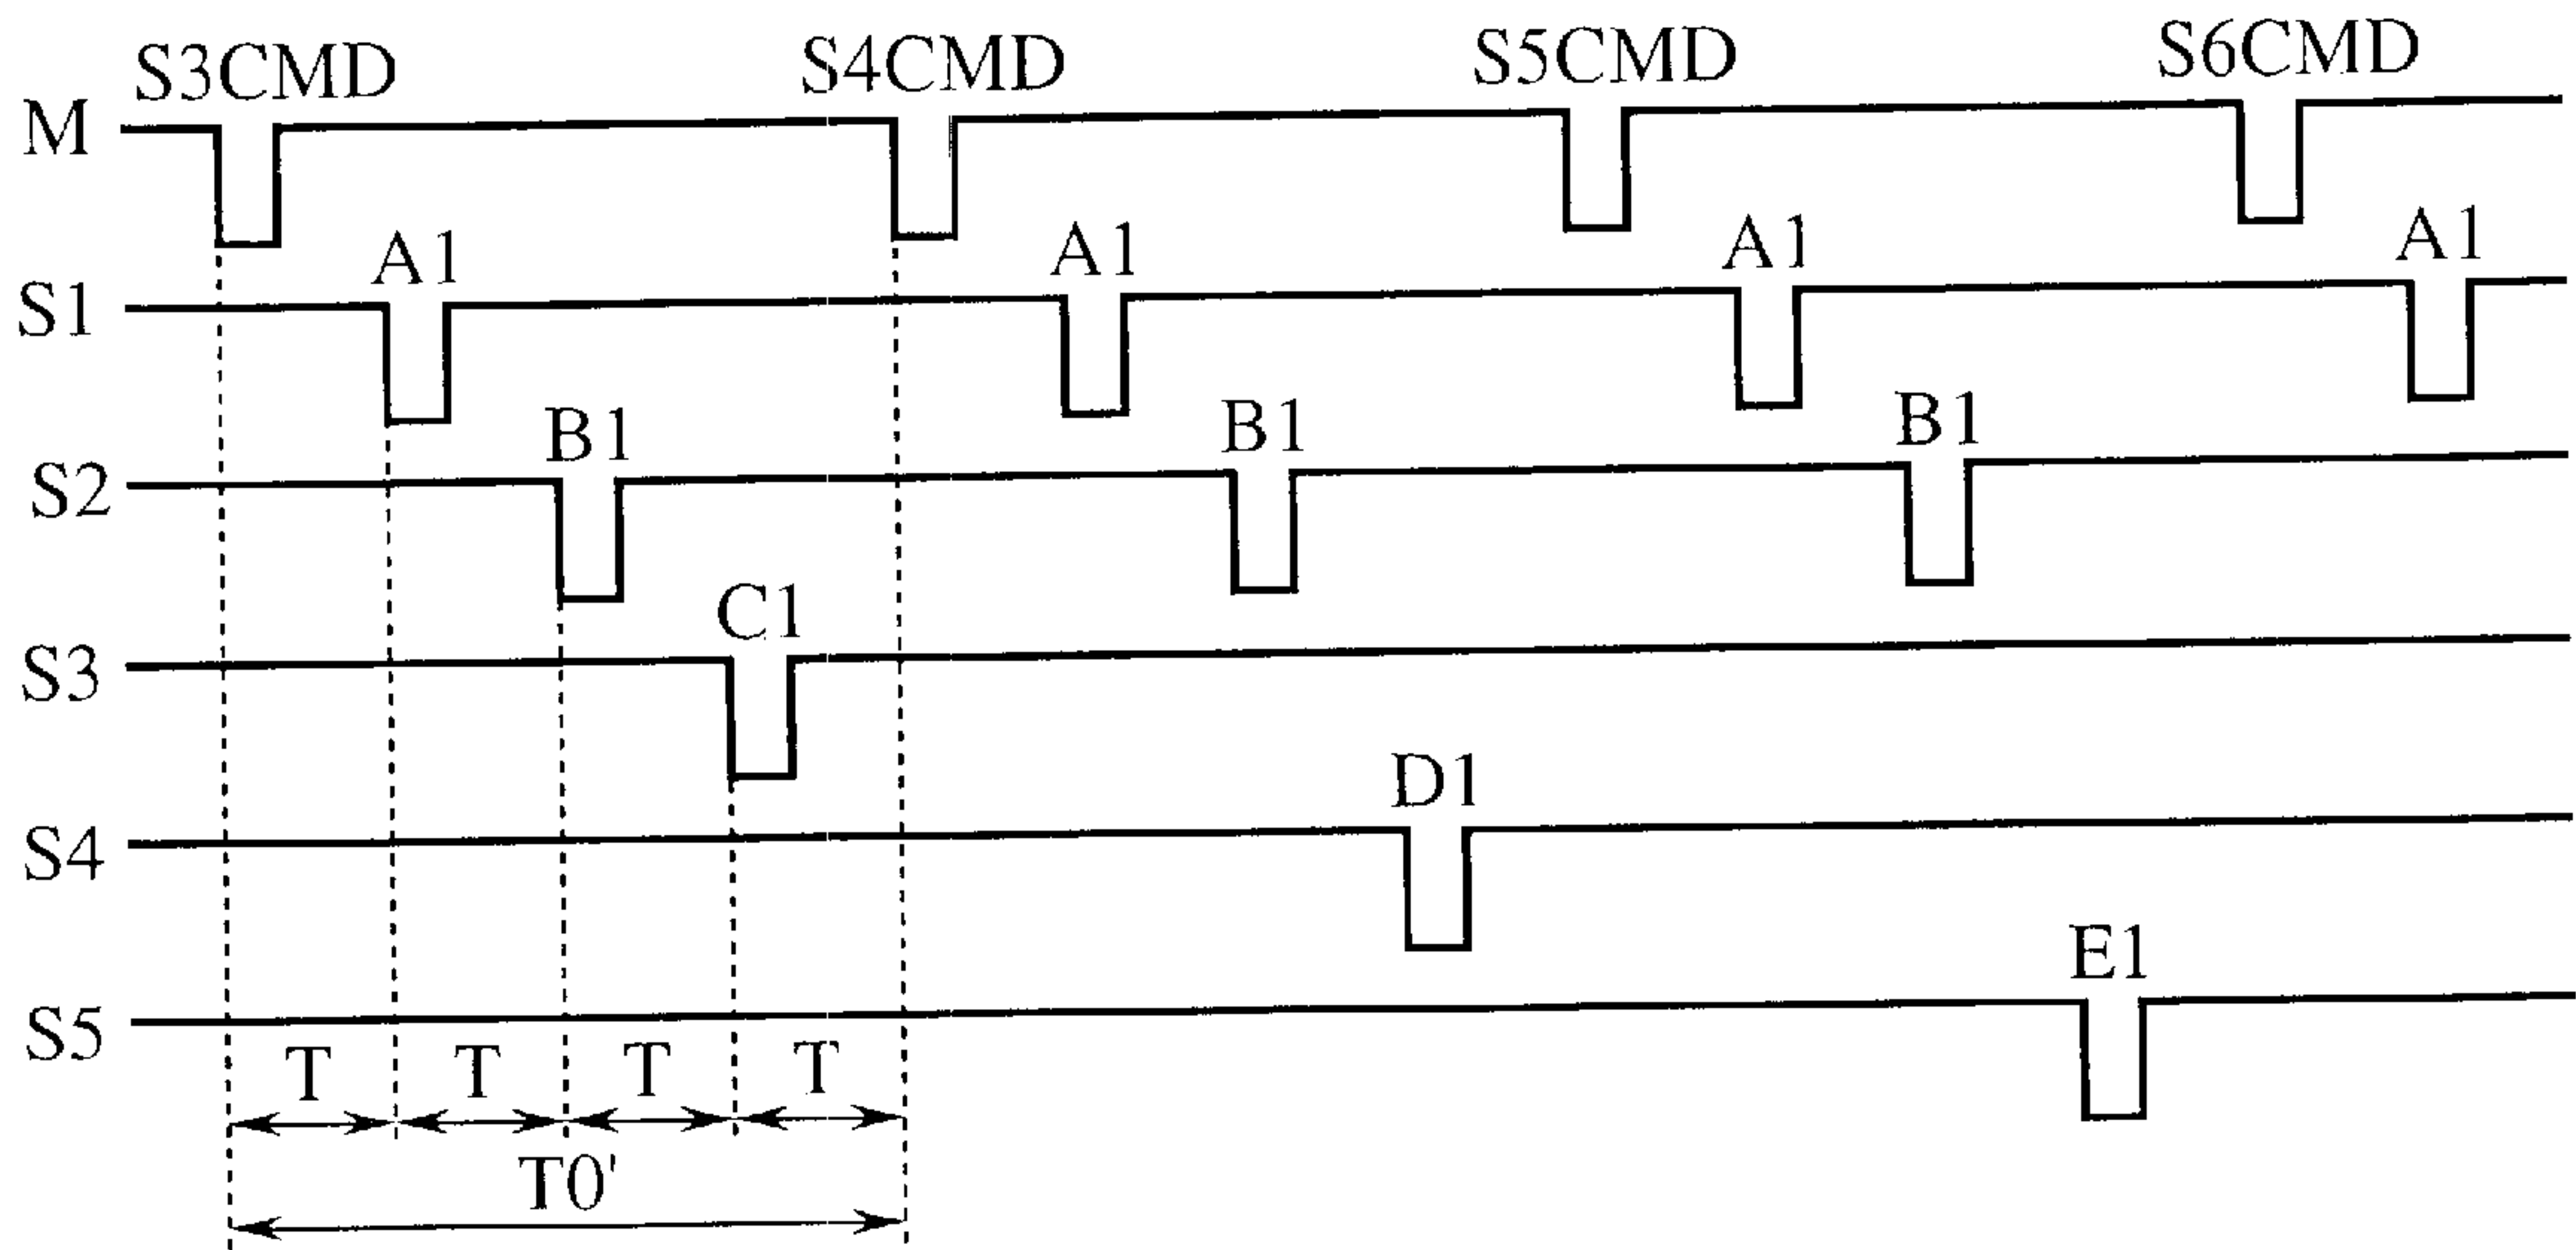 S3CMD S4CMD S5CMD S6CMD
M
A1 A1 A1 A1
S1
B1 B1 B1
S2
C1
S3
D1
S4
E1
S5
T T T T
T0'